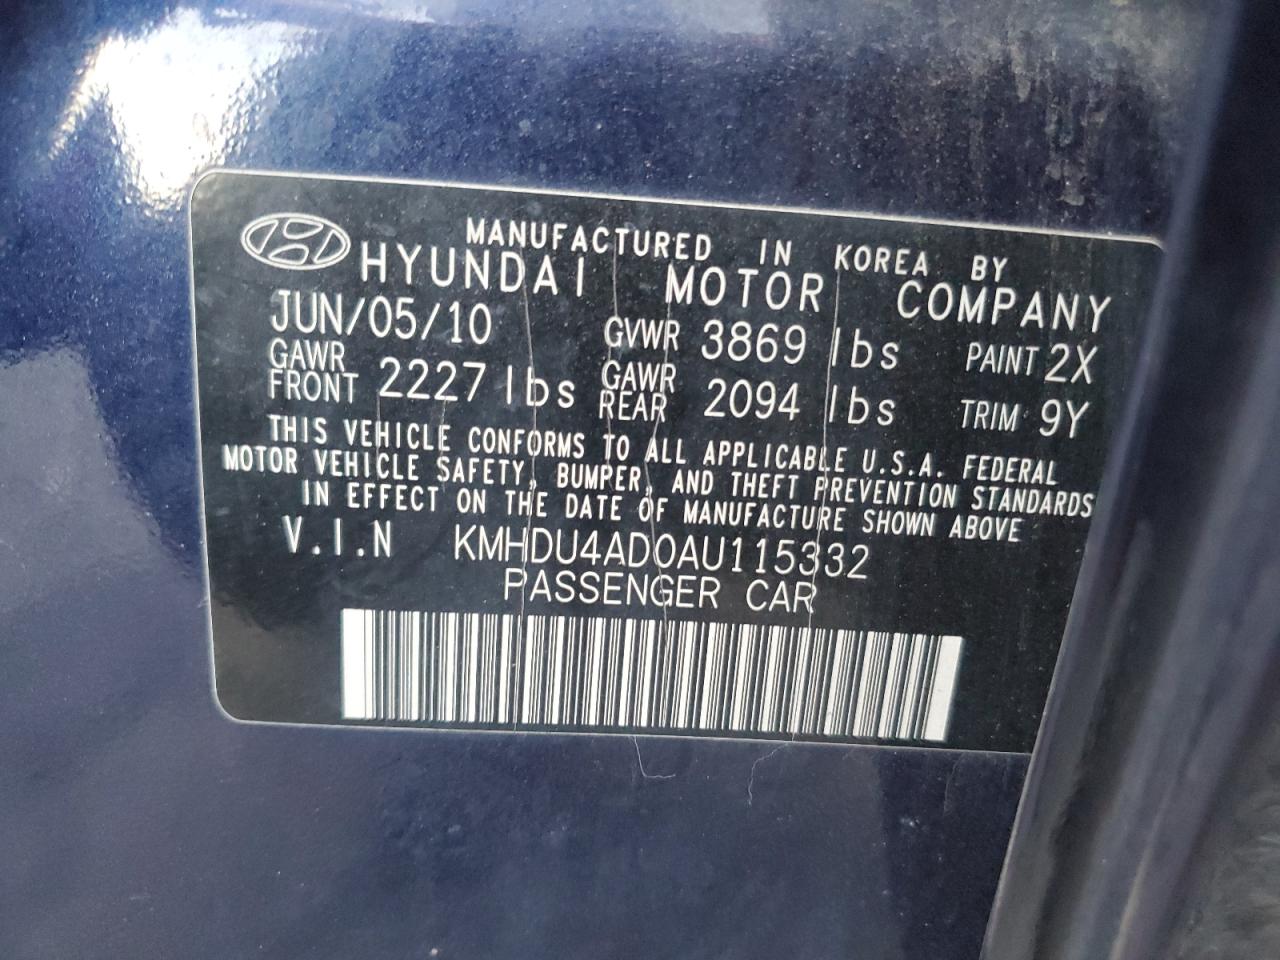 MANUFACTURED IN KOREA BY
HYUNDAI MOTOR COMPANY
JUN/05/10 GVWR 3869 lbs PAINT 2X
GAWR FRONT 2227 lbs GAWR REAR 2094 lbs TRIM 9Y
THIS VEHICLE CONFORMS TO ALL APPLICABLE U.S.A. FEDERAL
MOTOR VEHICLE SAFETY, BUMPER, AND THEFT PREVENTION STANDARDS
IN EFFECT ON THE DATE OF MANUFACTURE SHOWN ABOVE
V.I.N KMHDU4AD0AU115332
PASSENGER CAR